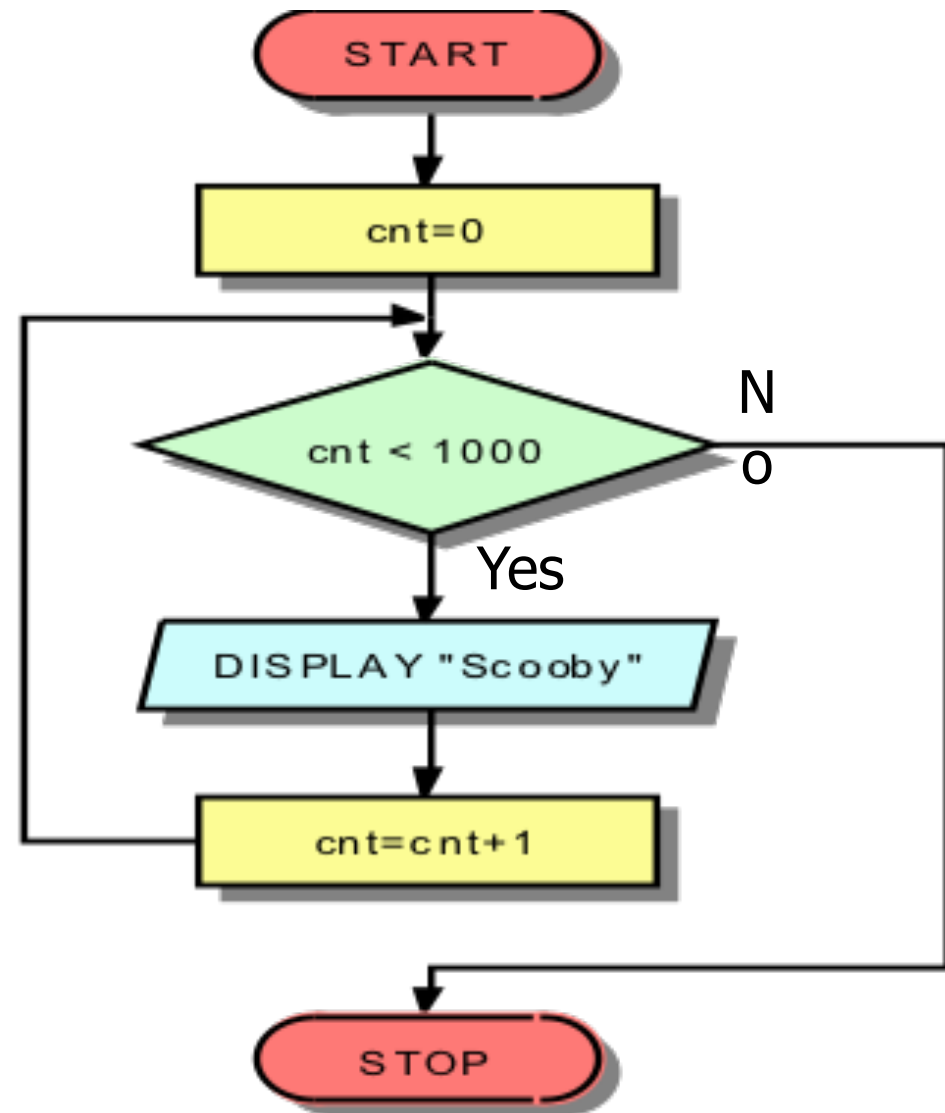 START
cnt=0
N
o
cnt < 1000
Yes
DISPLAY "Scooby"
cnt=cnt+1
STOP